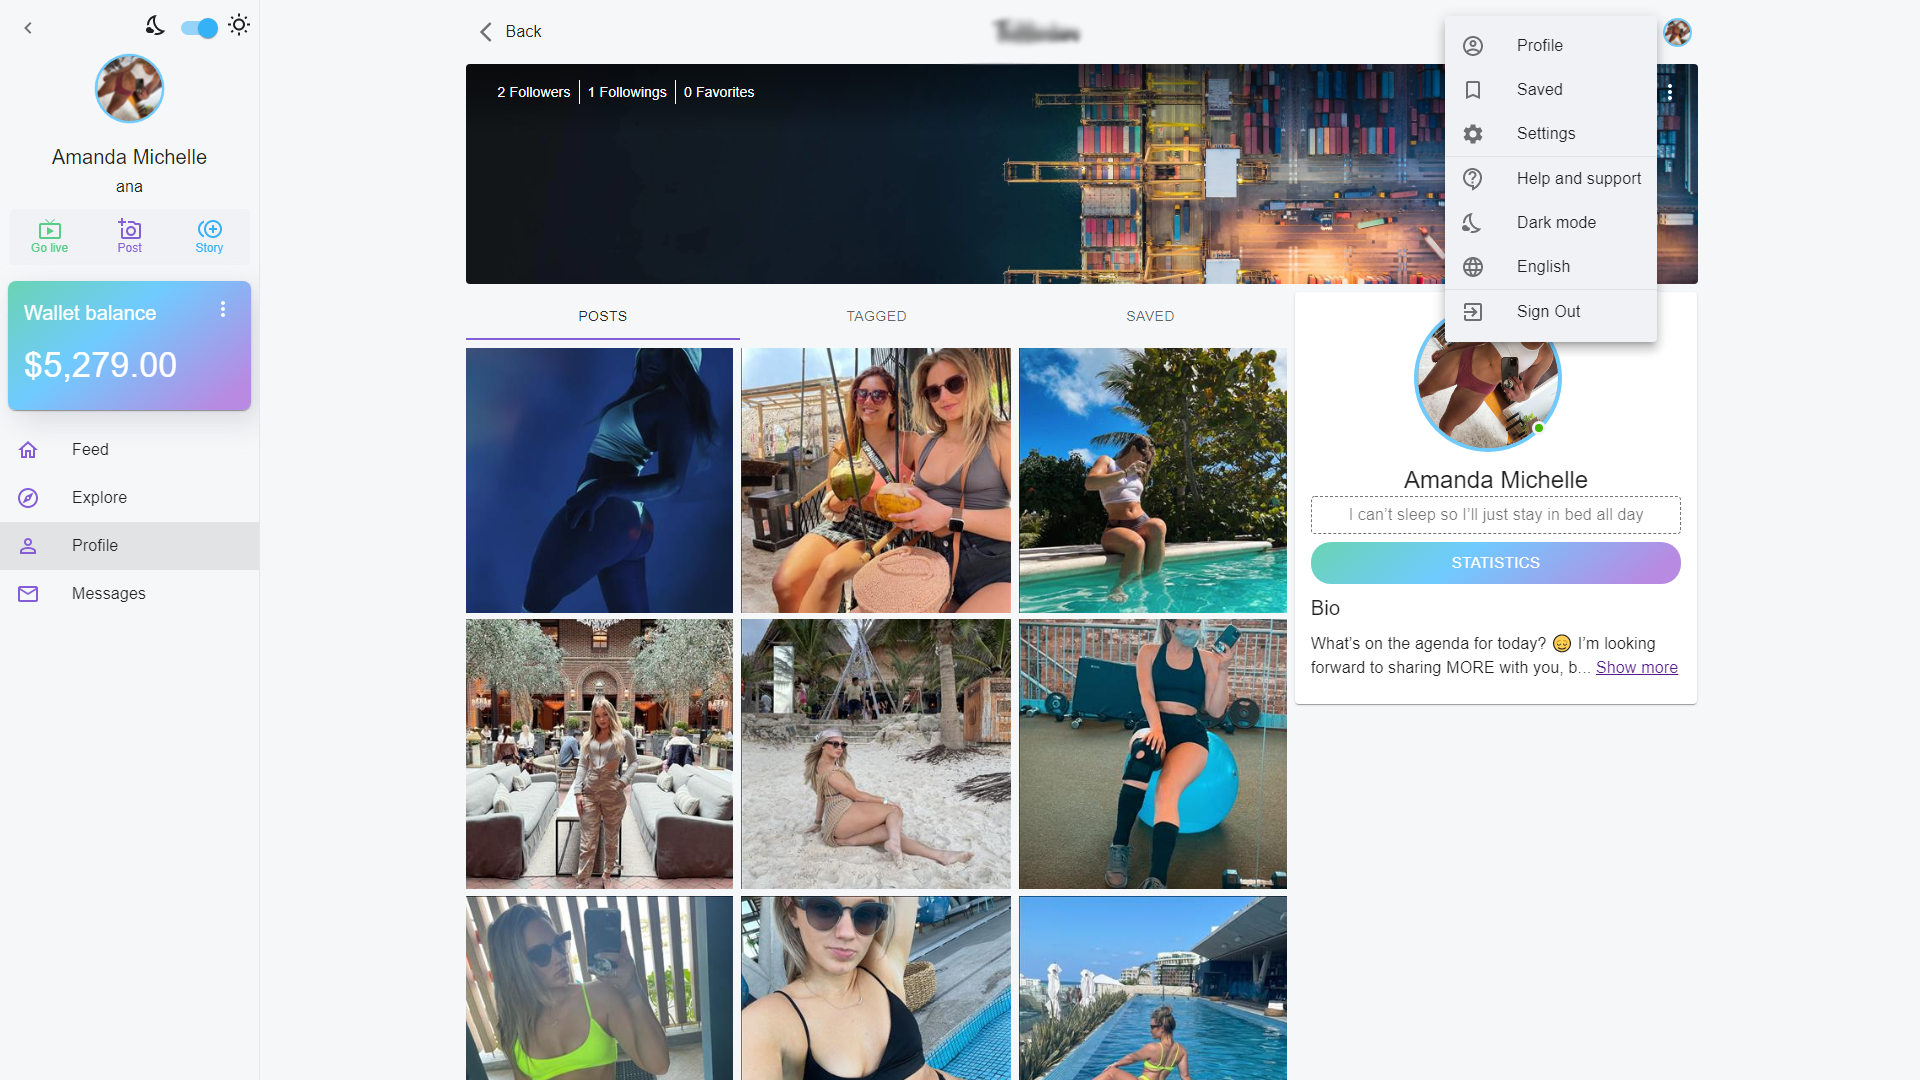 Amanda Michelle
ana
Go live
Post
Story
Wallet balance
$5,279.00
Feed
Explore
Profile
Messages
Back
2 Followers
1 Followings
0 Favorites
POSTS
TAGGED
SAVED
Profile
Saved
Settings
Help and support
Dark mode
English
Sign Out
Amanda Michelle
I can't sleep so I'll just stay in bed all day
STATISTICS
Bio
What's on the agenda for today? 😏 I'm looking
forward to sharing MORE with you, b... Show more